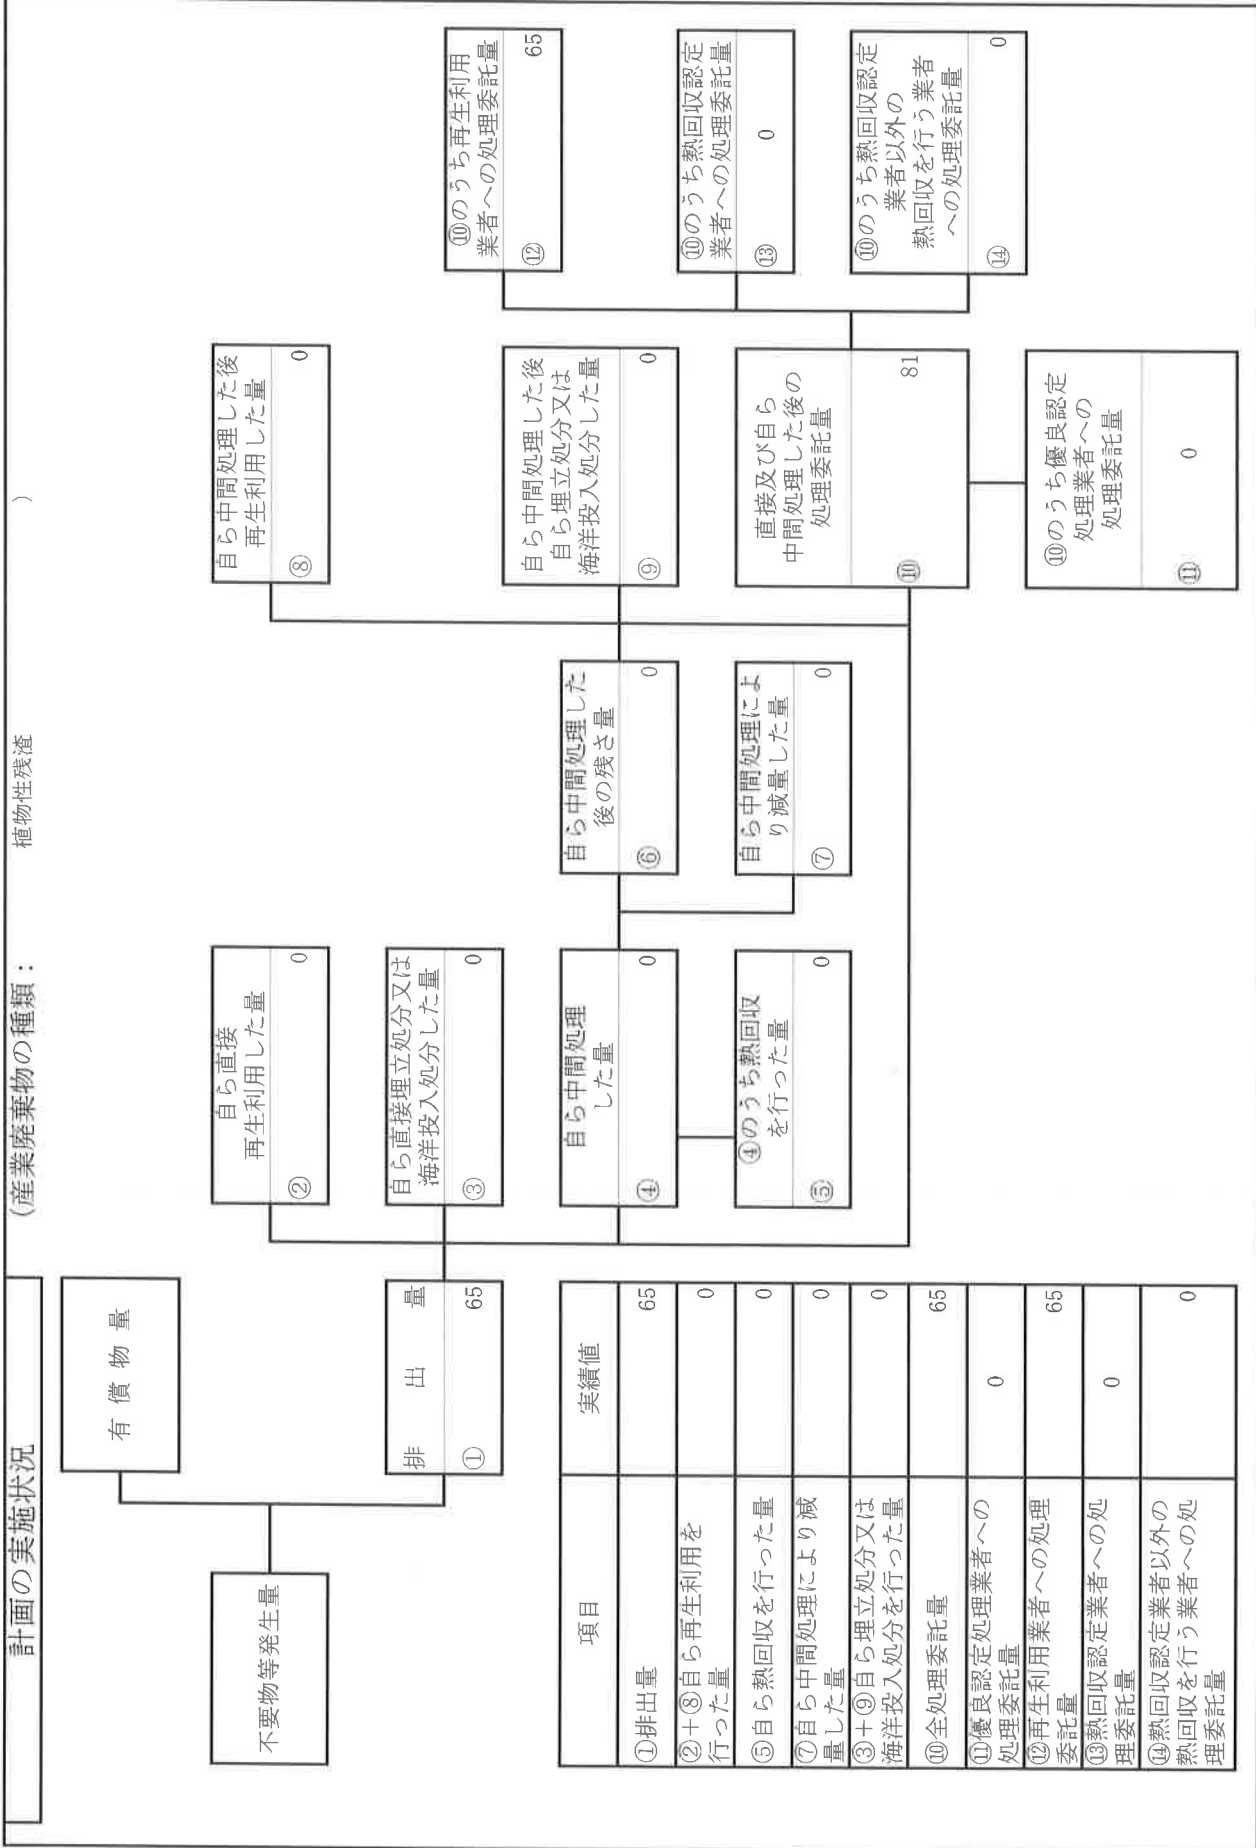 計画の実施状況
(産業廃棄物の種類： 植物性残渣 )
不要物等発生量
有償物量
排出量
① 65
自ら直接
再生利用した量
② 0
自ら直接埋立処分又は
海洋投入処分した量
③ 0
自ら中間処理
した量
④ 0
④のうち熱回収
を行った量
⑤ 0
自ら中間処理した
後の残さ量
⑥ 0
自ら中間処理によ
り減量した量
⑦ 0
自ら中間処理した後
再生利用した量
⑧ 0
自ら中間処理した後
自ら埋立処分又は
海洋投入処分した量
⑨ 0
直接及び自ら
中間処理した後の
処理委託量
⑩ 81
⑩のうち優良認定
処理業者への
処理委託量
⑪ 0
⑩のうち再生利用
業者への処理委託量
⑫ 65
⑩のうち熱回収認定
業者への処理委託量
⑬ 0
⑩のうち熱回収認定
業者以外の
熱回収を行う業者
への処理委託量
⑭ 0
項目 実績値
①排出量 65
②＋⑧自ら再生利用を
行った量 0
⑤自ら熱回収を行った量 0
⑦自ら中間処理により減
量した量 0
③＋⑨自ら埋立処分又は
海洋投入処分を行った量 0
⑩全処理委託量 65
⑪優良認定処理業者への
処理委託量 0
⑫再生利用業者への処理
委託量 65
⑬熱回収認定業者への処
理委託量 0
⑭熱回収認定業者以外の
熱回収を行う業者への処
理委託量 0